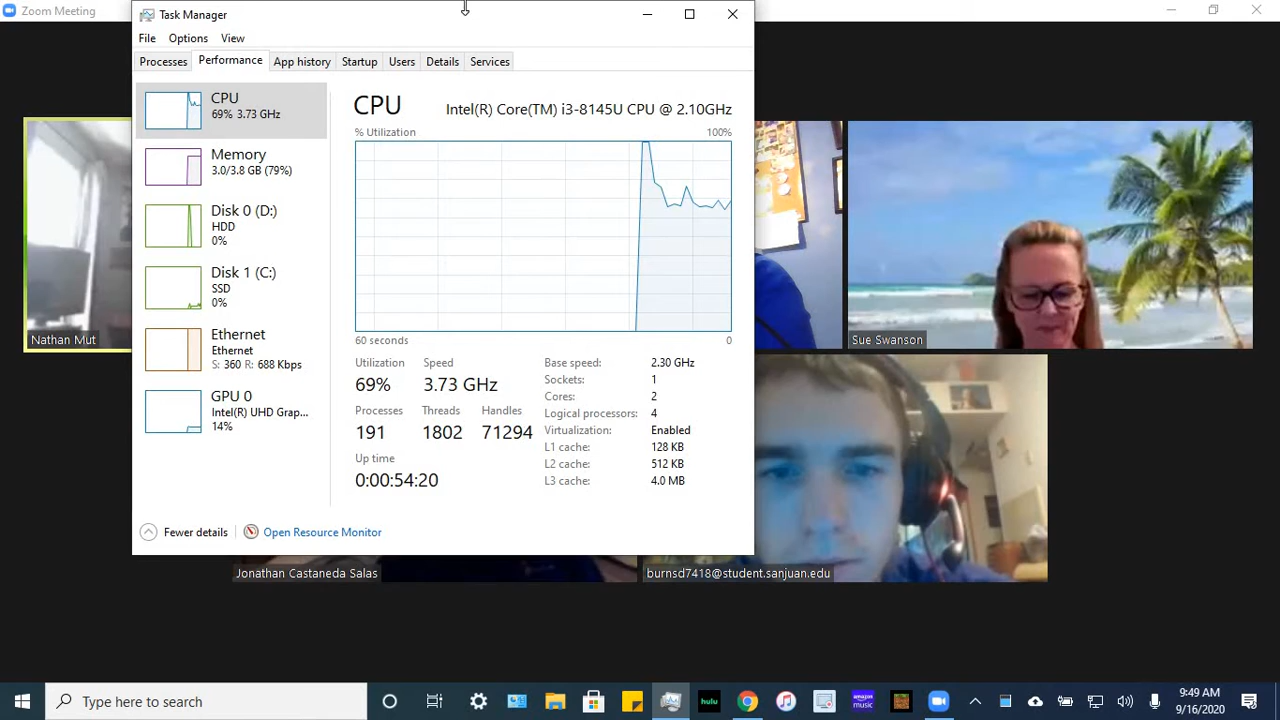 Zoom Meeting
Task Manager
File Options View
Processes Performance App history Startup Users Details Services
CPU
69% 3.73 GHz
Memory
3.0/3.8 GB (79%)
Disk 0 (D:)
HDD
0%
Disk 1 (C:)
SSD
0%
Ethernet
Ethernet
S: 360 R: 688 Kbps
GPU 0
Intel(R) UHD Grap...
14%
CPU Intel(R) Core(TM) i3-8145U CPU @ 2.10GHz
% Utilization 100%
60 seconds 0
Utilization Speed
69% 3.73 GHz
Processes Threads Handles
191 1802 71294
Up time
0:00:54:20
Base speed: 2.30 GHz
Sockets: 1
Cores: 2
Logical processors: 4
Virtualization: Enabled
L1 cache: 128 KB
L2 cache: 512 KB
L3 cache: 4.0 MB
Fewer details Open Resource Monitor
Nathan Mut
Sue Swanson
Jonathan Castaneda Salas
burnsd7418@student.sanjuan.edu
Type here to search
hulu
amazon music
9:49 AM
9/16/2020